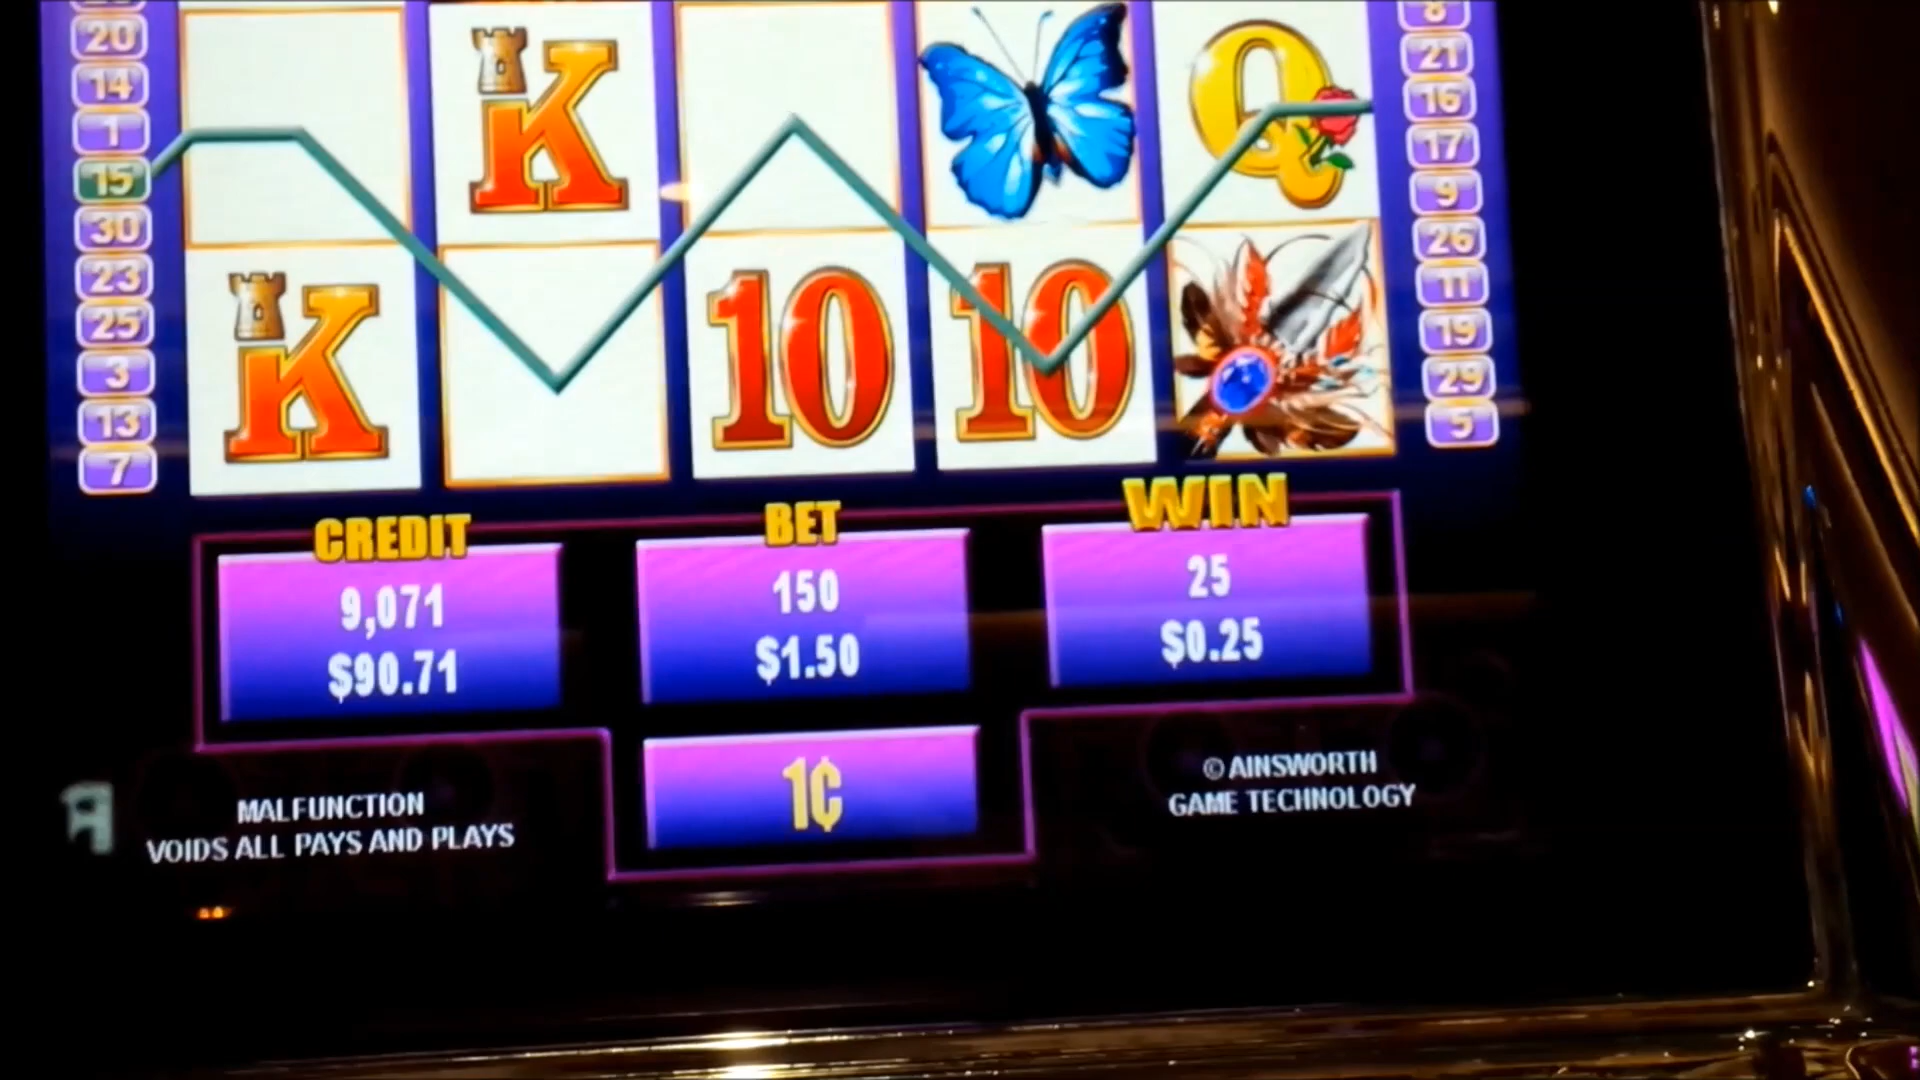 20
14
1
15
30
23
25
3
13
7
K
Q
K
10
10
8
21
16
17
9
26
11
19
29
5
CREDIT
9,071
$90.71
BET
150
$1.50
WIN
25
$0.25
1¢
MALFUNCTION
VOIDS ALL PAYS AND PLAYS
© AINSWORTH
GAME TECHNOLOGY